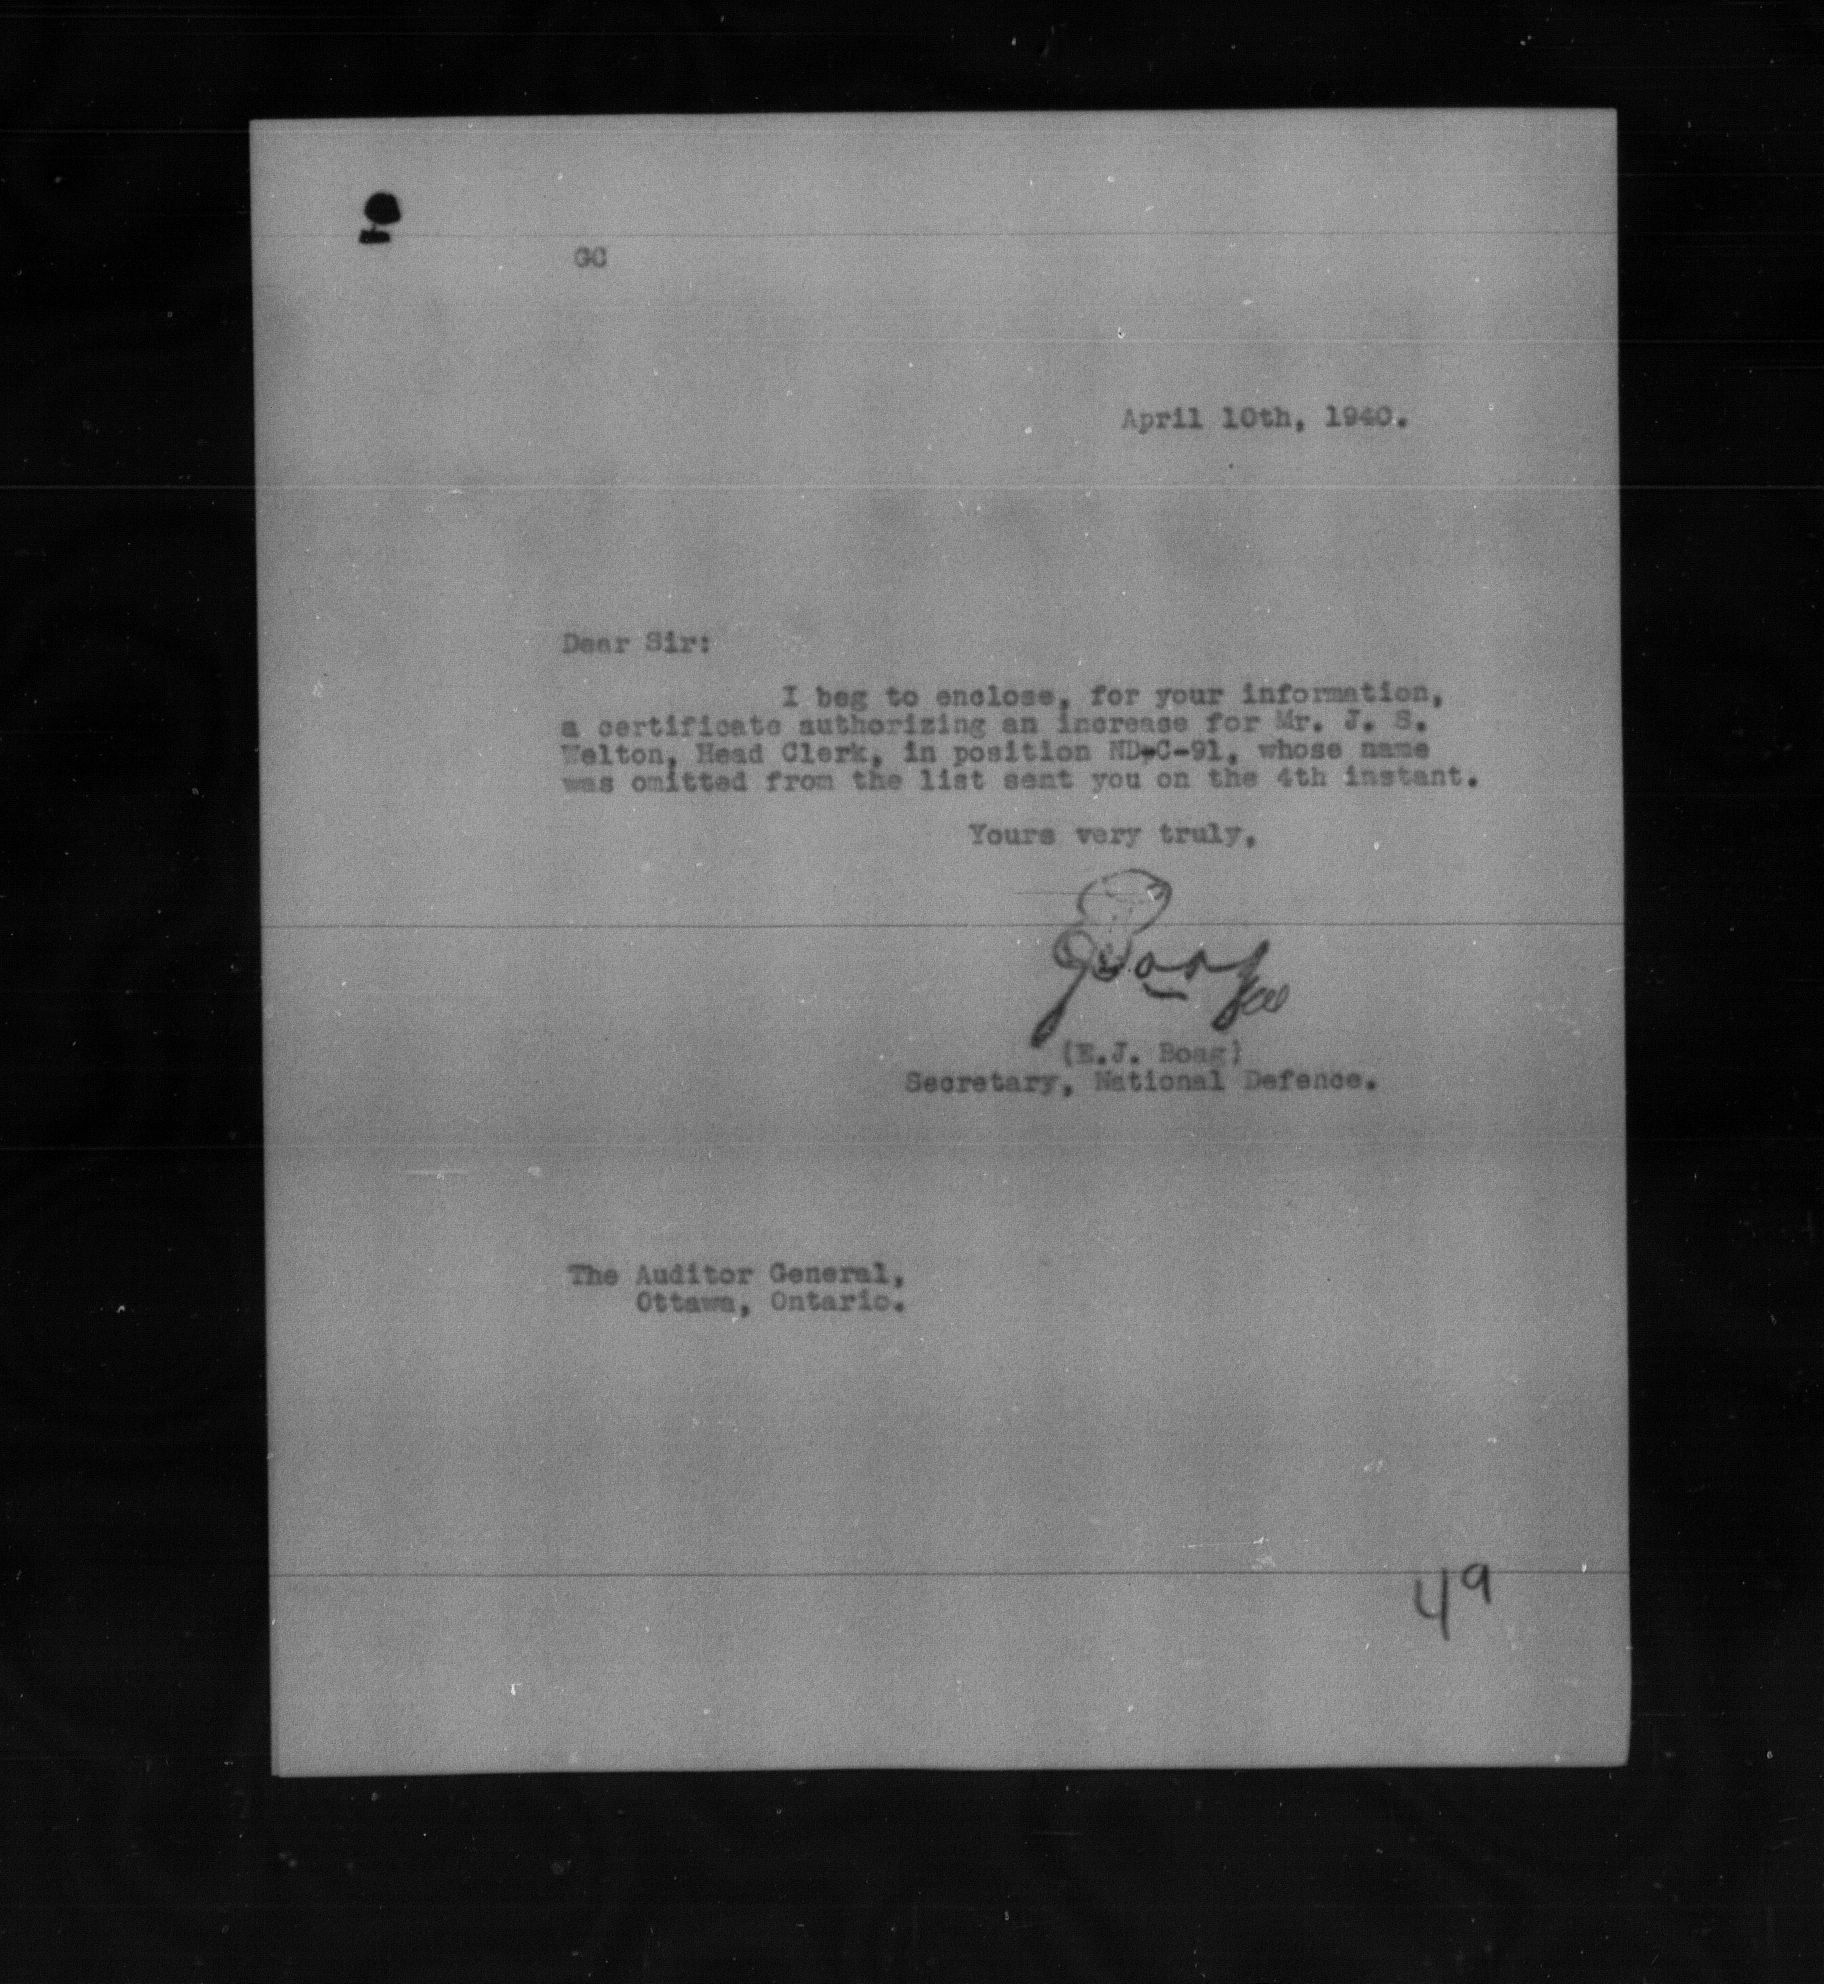 GC
April 10th, 1940.
Dear Sir:
I beg to enclose, for your information,
a certificate authorizing an increase for Mr. J. S.
Welton, Head Clerk, in position ND-C-91, whose name
was omitted from the list sent you on the 4th instant.
Yours very truly,
(E.J. Boag)
Secretary, National Defence.
The Auditor General,
Ottawa, Ontario.
49